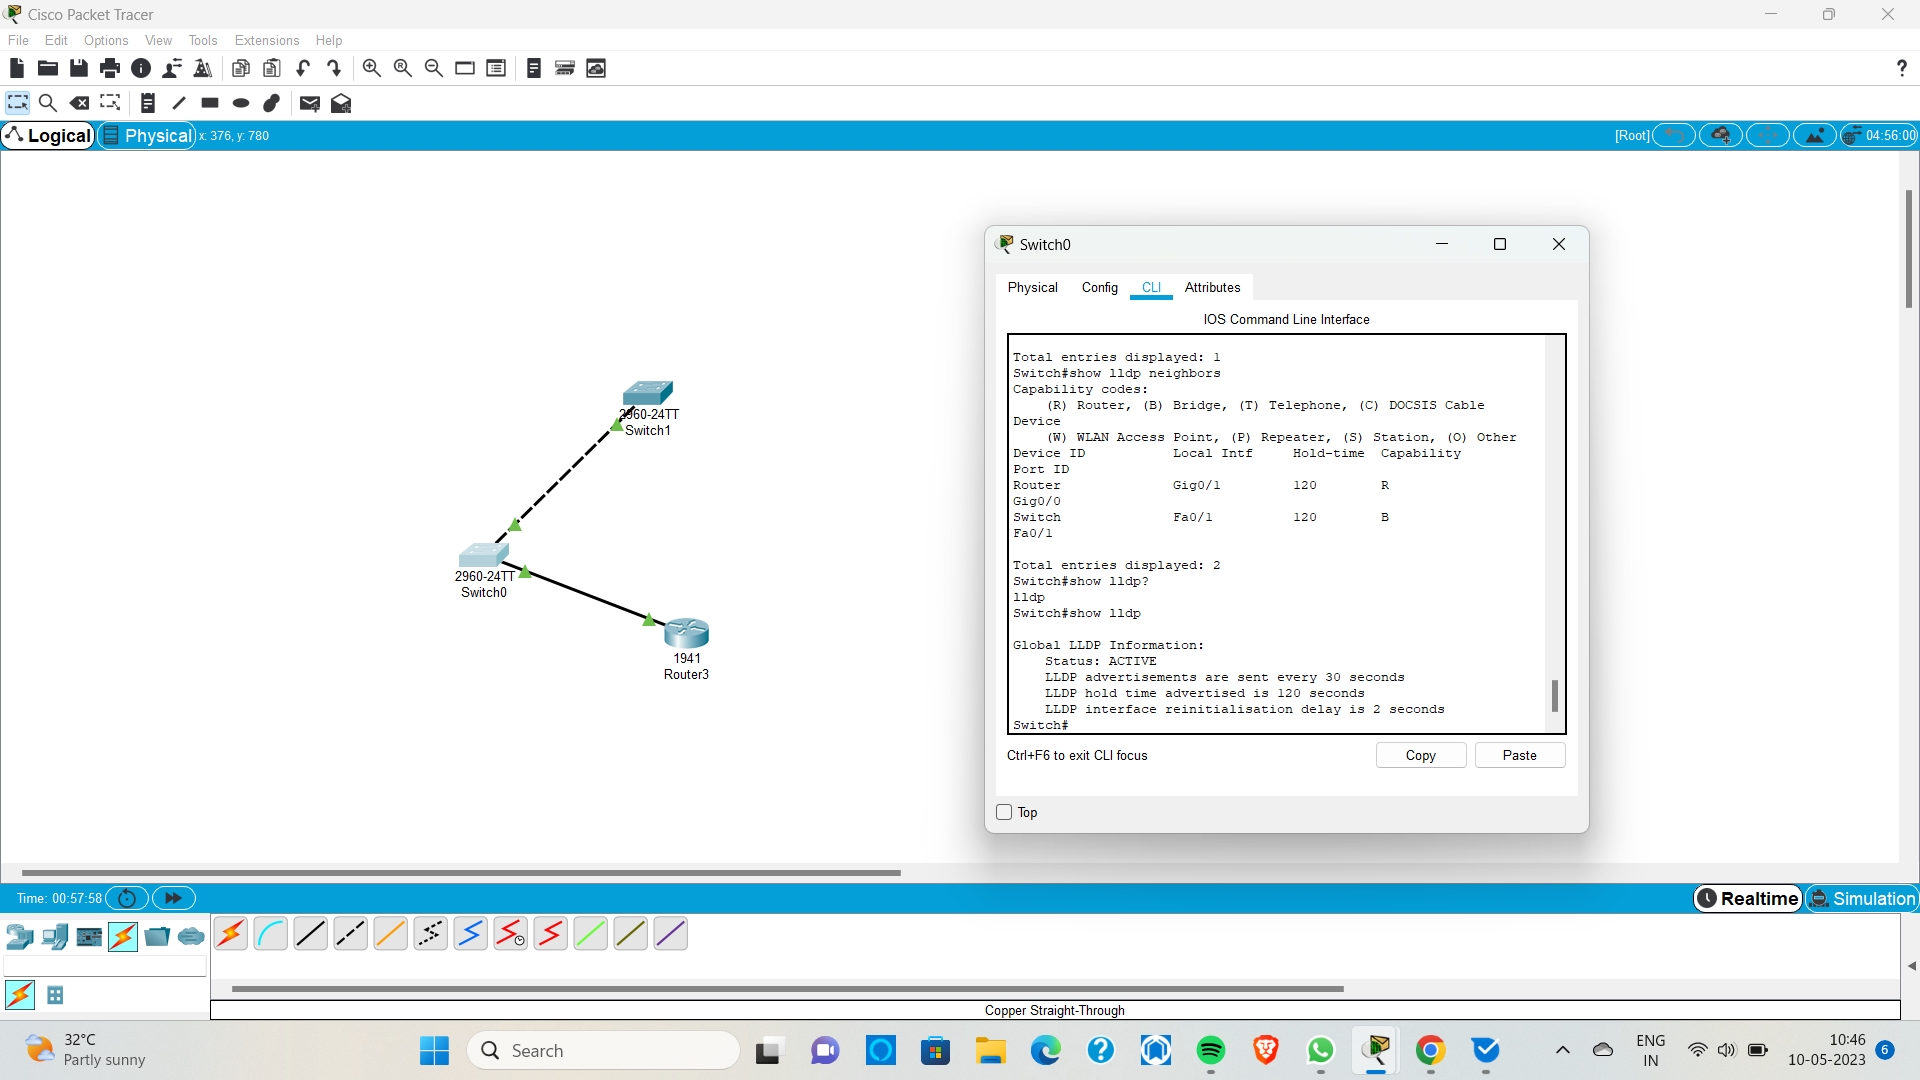 Cisco Packet Tracer
File Edit Options View Tools Extensions Help
?
Logical Physical x: 376, y: 780 [Root] 04:56:00
2960-24TT
Switch1
2960-24TT
Switch0
1941
Router3
Switch0
Physical Config CLI Attributes
IOS Command Line Interface
Total entries displayed: 1
Switch#show lldp neighbors
Capability codes:
(R) Router, (B) Bridge, (T) Telephone, (C) DOCSIS Cable
Device
(W) WLAN Access Point, (P) Repeater, (S) Station, (O) Other
Device ID Local Intf Hold-time Capability
Port ID
Router Gig0/1 120 R
Gig0/0
Switch Fa0/1 120 B
Fa0/1
Total entries displayed: 2
Switch#show lldp?
lldp
Switch#show lldp
Global LLDP Information:
Status: ACTIVE
LLDP advertisements are sent every 30 seconds
LLDP hold time advertised is 120 seconds
LLDP interface reinitialisation delay is 2 seconds
Switch#
Ctrl+F6 to exit CLI focus Copy Paste
Top
Time: 00:57:58 Realtime Simulation
Copper Straight-Through
32°C
Partly sunny
Search
ENG
IN
10:46
10-05-2023
6